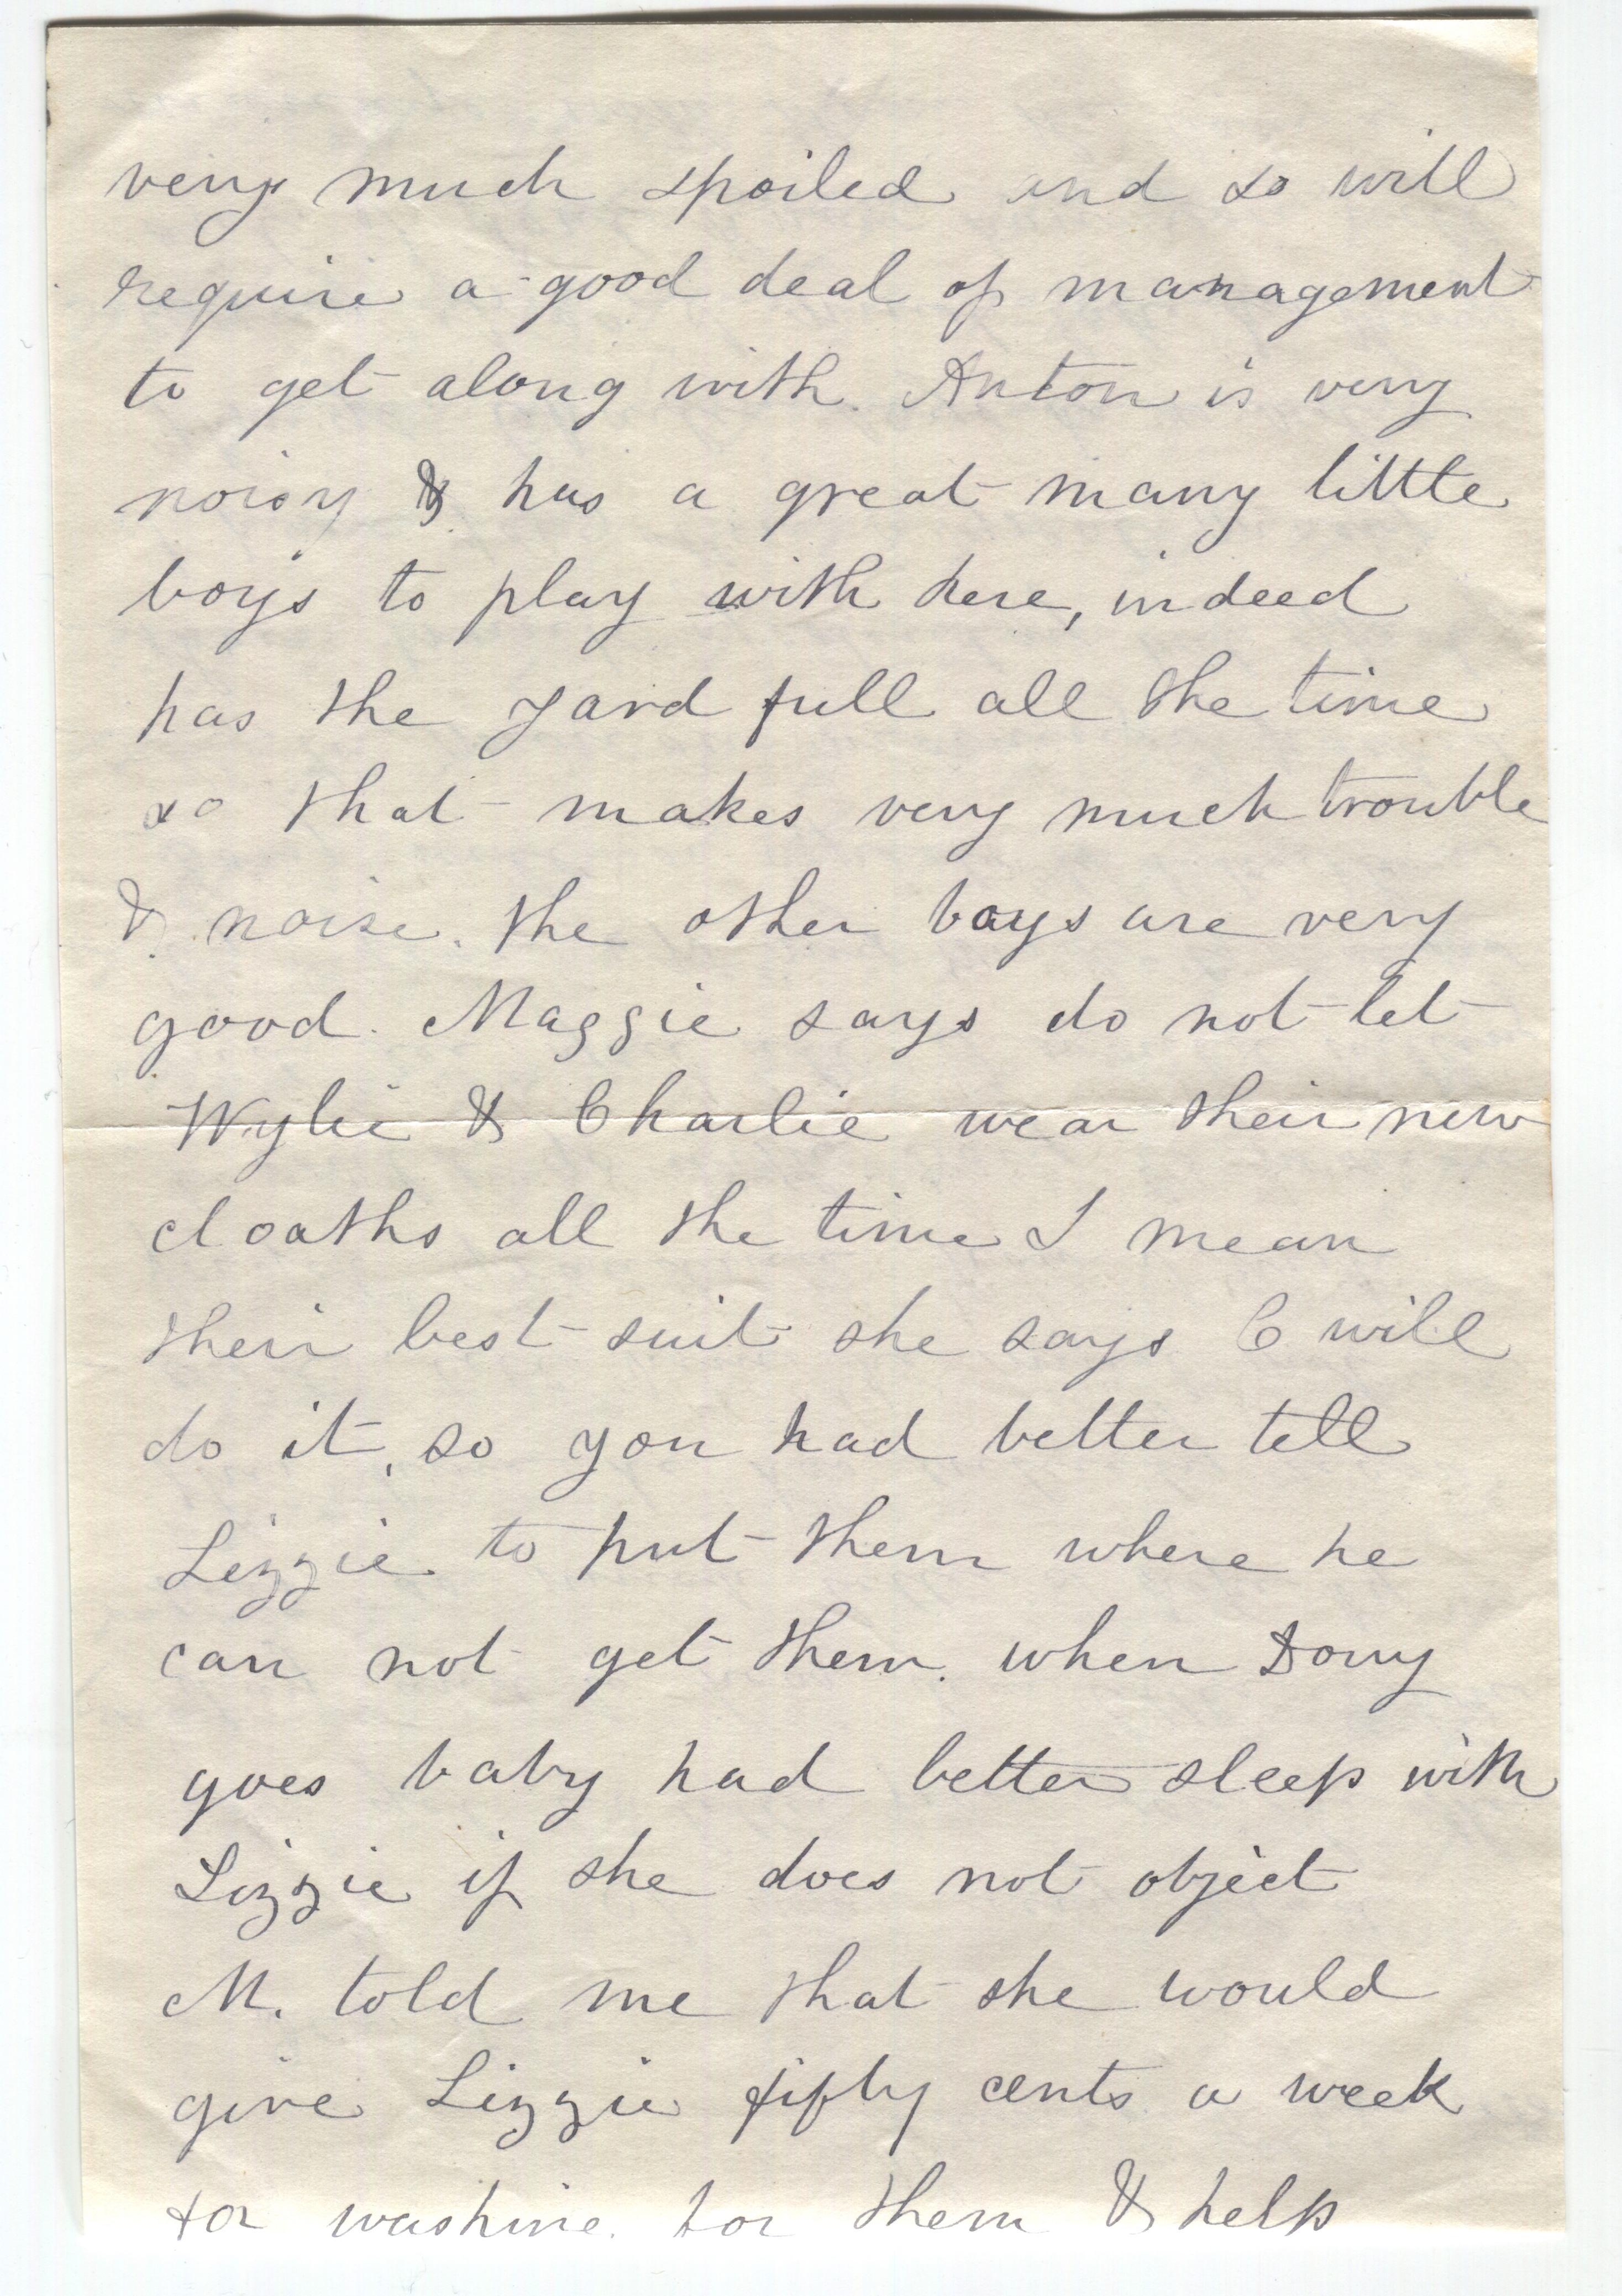 very much spoiled and so will
require a good deal of management
to get along with. Anton is very
noisy & has a great many little
boys to play with here, indeed
has the yard full all the time
so that makes very much trouble
& noise. the other boys are very
good. Maggie says do not let
Wylie & Charlie wear their new
cloaths all the time I mean
their best suit she says C will
do it, so you had better tell
Lizzie to put them where he
can not get them. when Dony
goes baby had better sleep with
Lizzie if she does not object
M. told me that she would
give Lizzie fifty cents a week
for washing for them & help